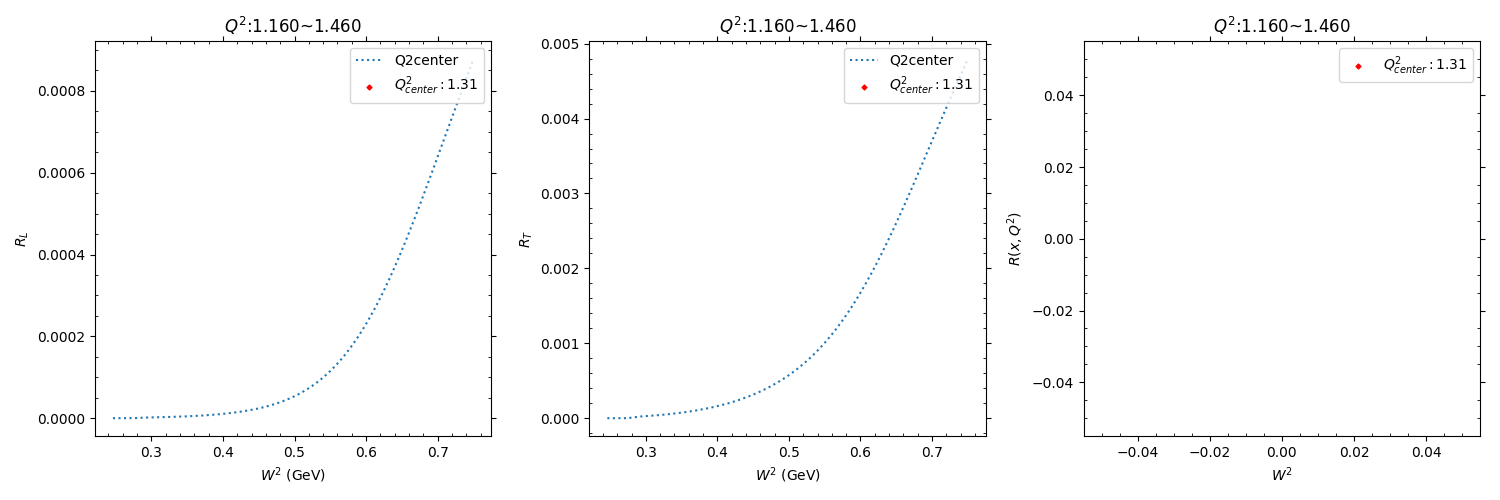 Q²:1.160~1.460
Q2center
Q²center : 1.31
0.0008
0.0006
0.0004
0.0002
0.0000
R_L
0.3 0.4 0.5 0.6 0.7
W² (GeV)
Q²:1.160~1.460
Q2center
Q²center : 1.31
0.005
0.004
0.003
0.002
0.001
0.000
R_T
0.3 0.4 0.5 0.6 0.7
W² (GeV)
Q²:1.160~1.460
Q²center : 1.31
0.04
0.02
0.00
−0.02
−0.04
R(x, Q²)
−0.04 −0.02 0.00 0.02 0.04
W²